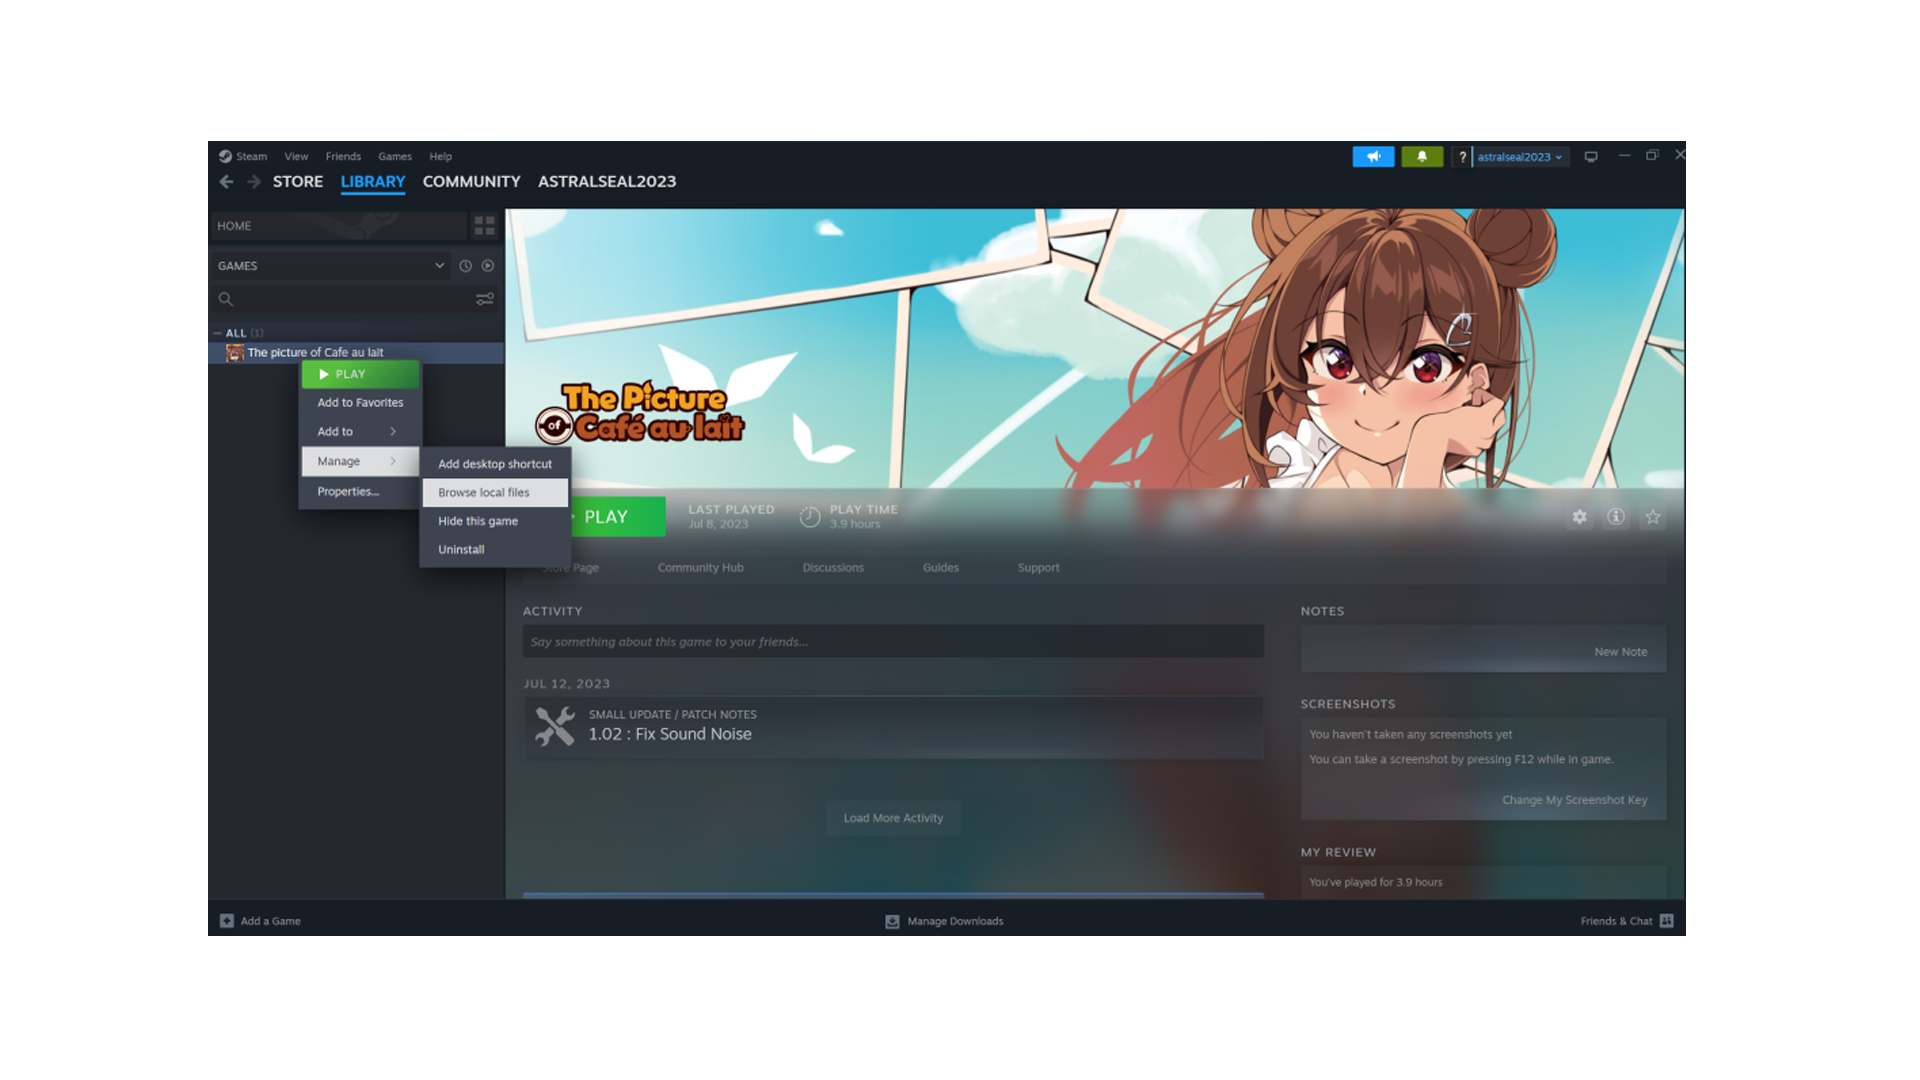 Steam View Friends Games Help
? astralseal2023
STORE LIBRARY COMMUNITY ASTRALSEAL2023
HOME
GAMES
ALL (1)
The picture of Cafe au lait
PLAY
Add to Favorites
Add to
Manage
Properties...
Add desktop shortcut
Browse local files
Hide this game
Uninstall
The Picture
of Café au lait
PLAY
LAST PLAYED
Jul 8, 2023
PLAY TIME
3.9 hours
Store Page Community Hub Discussions Guides Support
ACTIVITY
Say something about this game to your friends...
JUL 12, 2023
SMALL UPDATE / PATCH NOTES
1.02 : Fix Sound Noise
Load More Activity
NOTES
New Note
SCREENSHOTS
You haven't taken any screenshots yet
You can take a screenshot by pressing F12 while in game.
Change My Screenshot Key
MY REVIEW
You've played for 3.9 hours
Add a Game
Manage Downloads
Friends & Chat